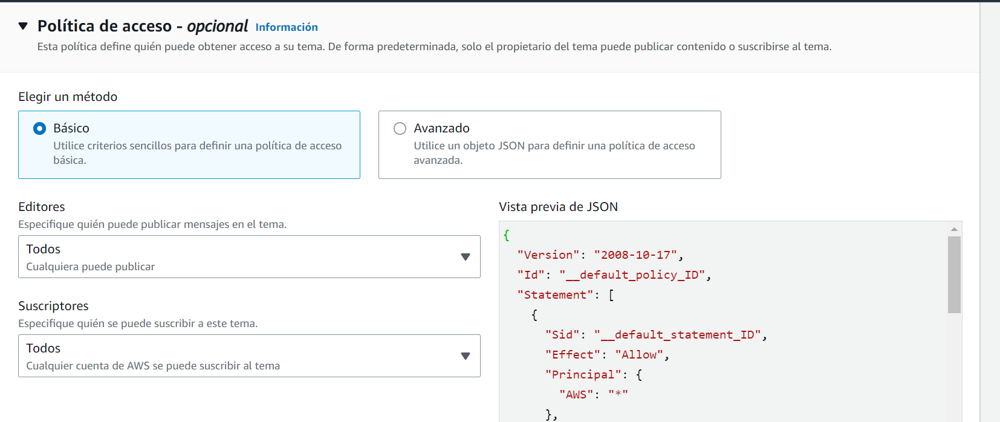 Política de acceso - opcional Información
Esta política define quién puede obtener acceso a su tema. De forma predeterminada, solo el propietario del tema puede publicar contenido o suscribirse al tema.
Elegir un método
Básico
Utilice criterios sencillos para definir una política de acceso
básica.
Avanzado
Utilice un objeto JSON para definir una política de acceso
avanzada.
Editores
Especifique quién puede publicar mensajes en el tema.
Todos
Cualquiera puede publicar
Suscriptores
Especifique quién se puede suscribir a este tema.
Todos
Cualquier cuenta de AWS se puede suscribir al tema
Vista previa de JSON
{
"Version": "2008-10-17",
"Id": "__default_policy_ID",
"Statement": [
{
"Sid": "__default_statement_ID",
"Effect": "Allow",
"Principal": {
"AWS": "*"
},